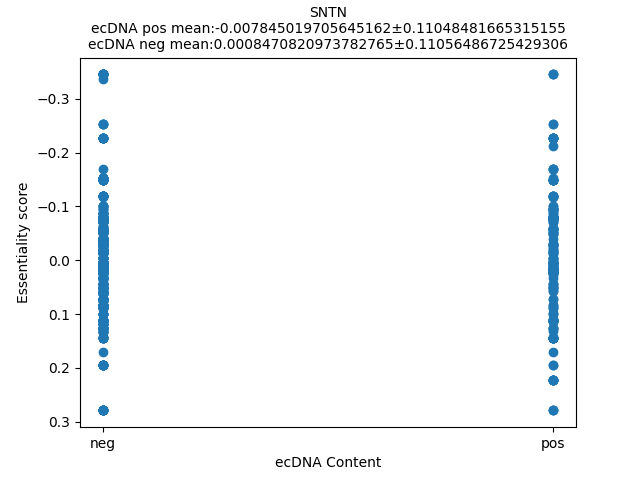 SNTN
ecDNA pos mean:-0.007845019705645162±0.11048481665315155
ecDNA neg mean:0.0008470820973782765±0.11056486725429306
−0.3
−0.2
−0.1
0.0
0.1
0.2
0.3
Essentiality score
neg
pos
ecDNA Content